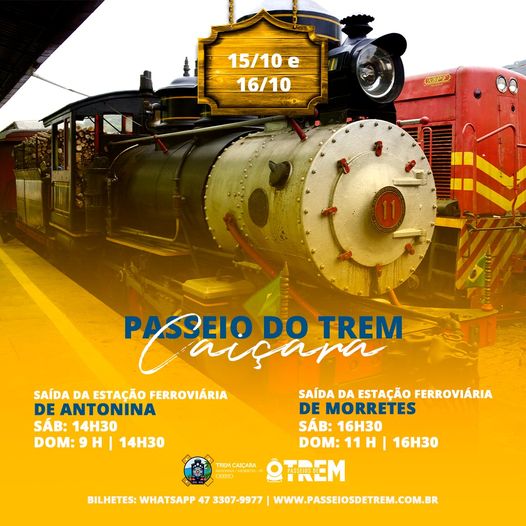 15/10 e
16/10
11
PASSEIO DO TREM
Caiçara
SAÍDA DA ESTAÇÃO FERROVIÁRIA
DE ANTONINA
SÁB: 14H30
DOM: 9 H | 14H30
SAÍDA DA ESTAÇÃO FERROVIÁRIA
DE MORRETES
SÁB: 16H30
DOM: 11 H | 16H30
TREM CAIÇARA
PASSEIOS DE
TREM
BILHETES: WHATSAPP 47 3307-9977 | WWW.PASSEIOSDETREM.COM.BR